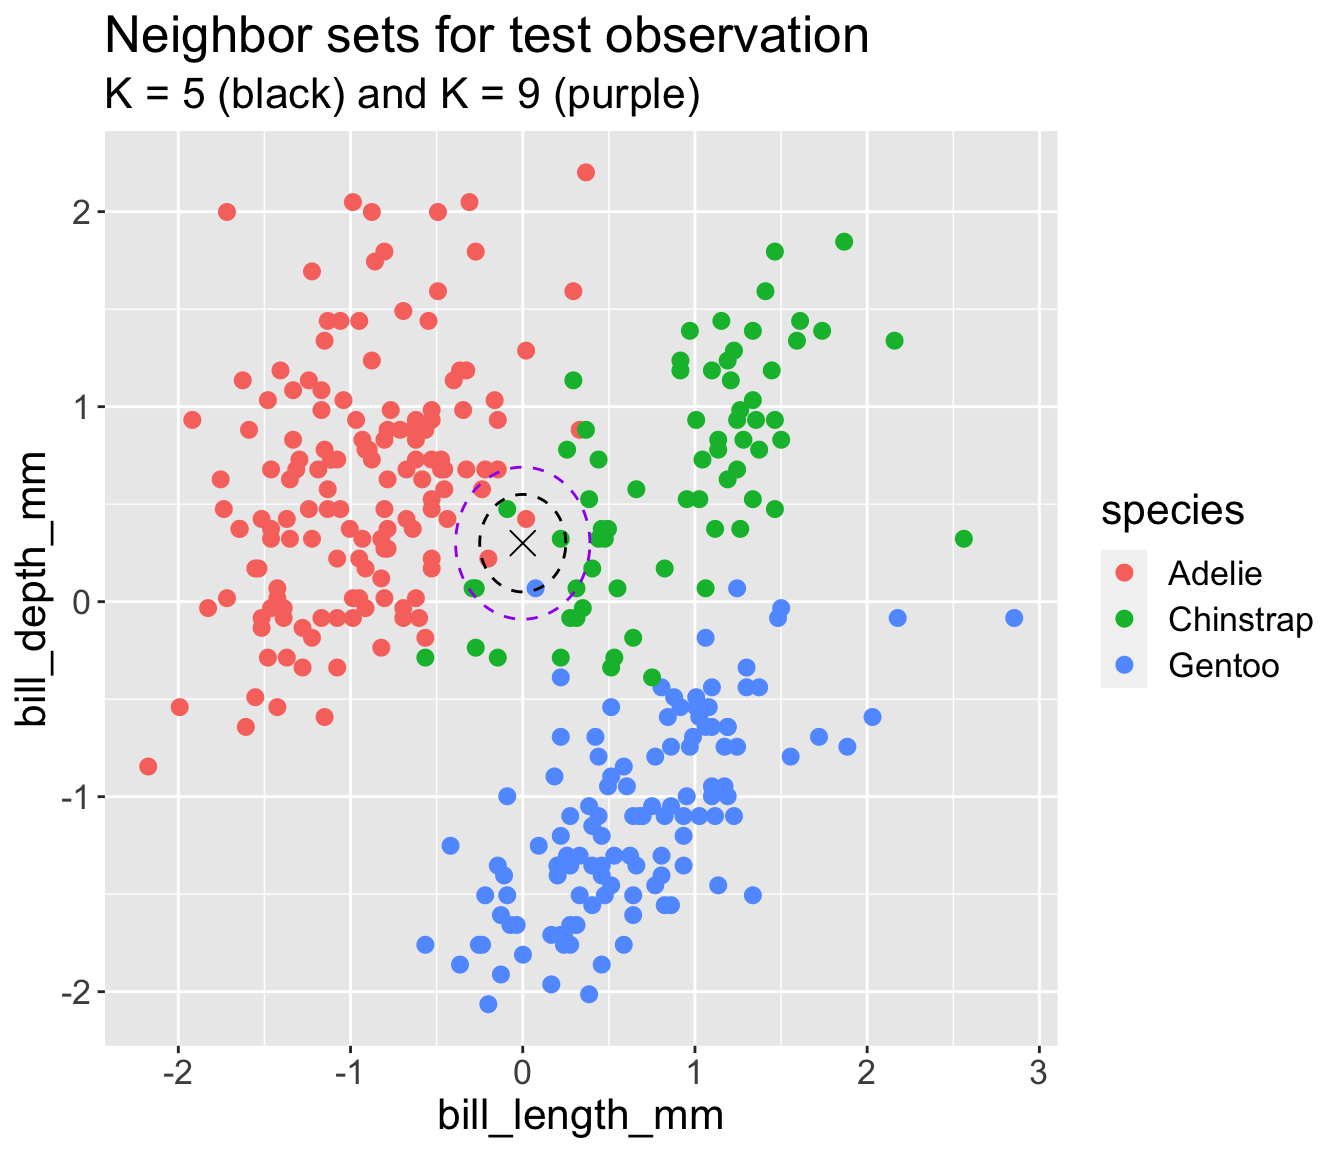 Neighbor sets for test observation
K = 5 (black) and K = 9 (purple)
2
1
0
-1
-2
bill_depth_mm
-2
-1
0
1
2
3
bill_length_mm
species
Adelie
Chinstrap
Gentoo